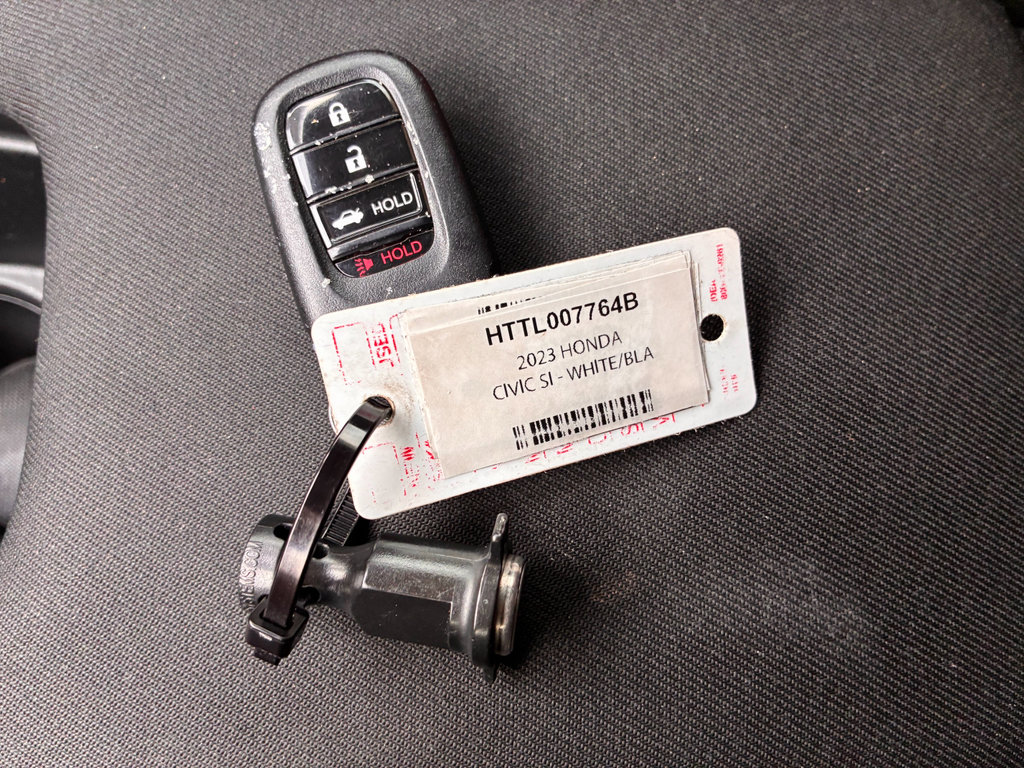 HOLD
HOLD
HTTL007764B
2023 HONDA
CIVIC SI - WHITE/BLA